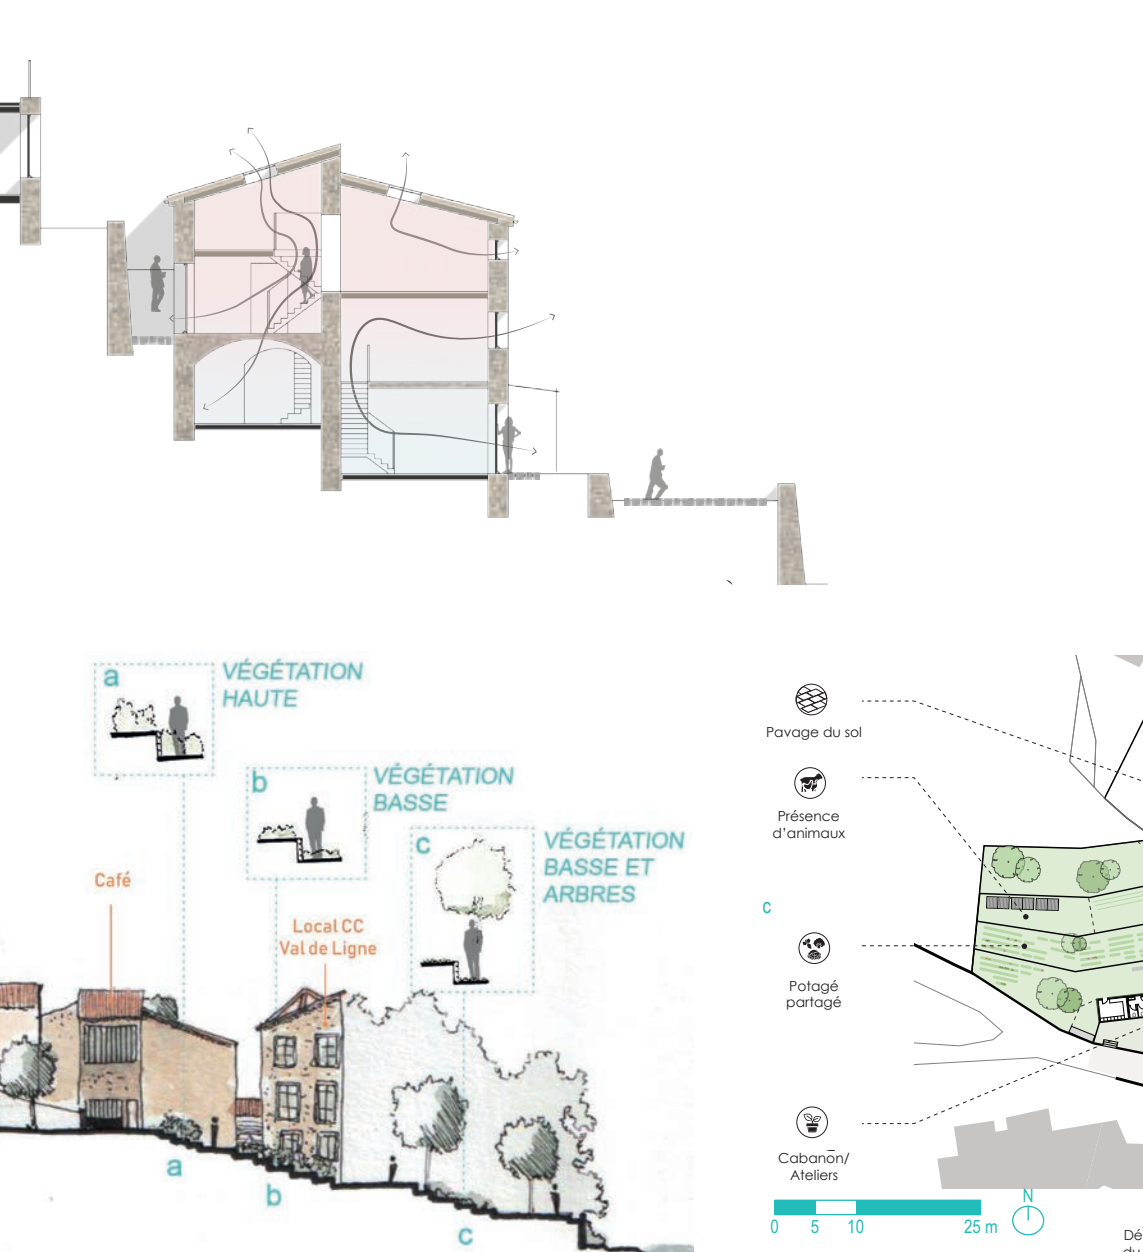 a
VÉGÉTATION
HAUTE
b
VÉGÉTATION
BASSE
c
VÉGÉTATION
BASSE ET
ARBRES
Café
Local CC
Val de Ligne
a
b
c
Pavage du sol
Présence
d'animaux
c
Potagé
partagé
Cabanon/
Ateliers
0 5 10 25 m
N